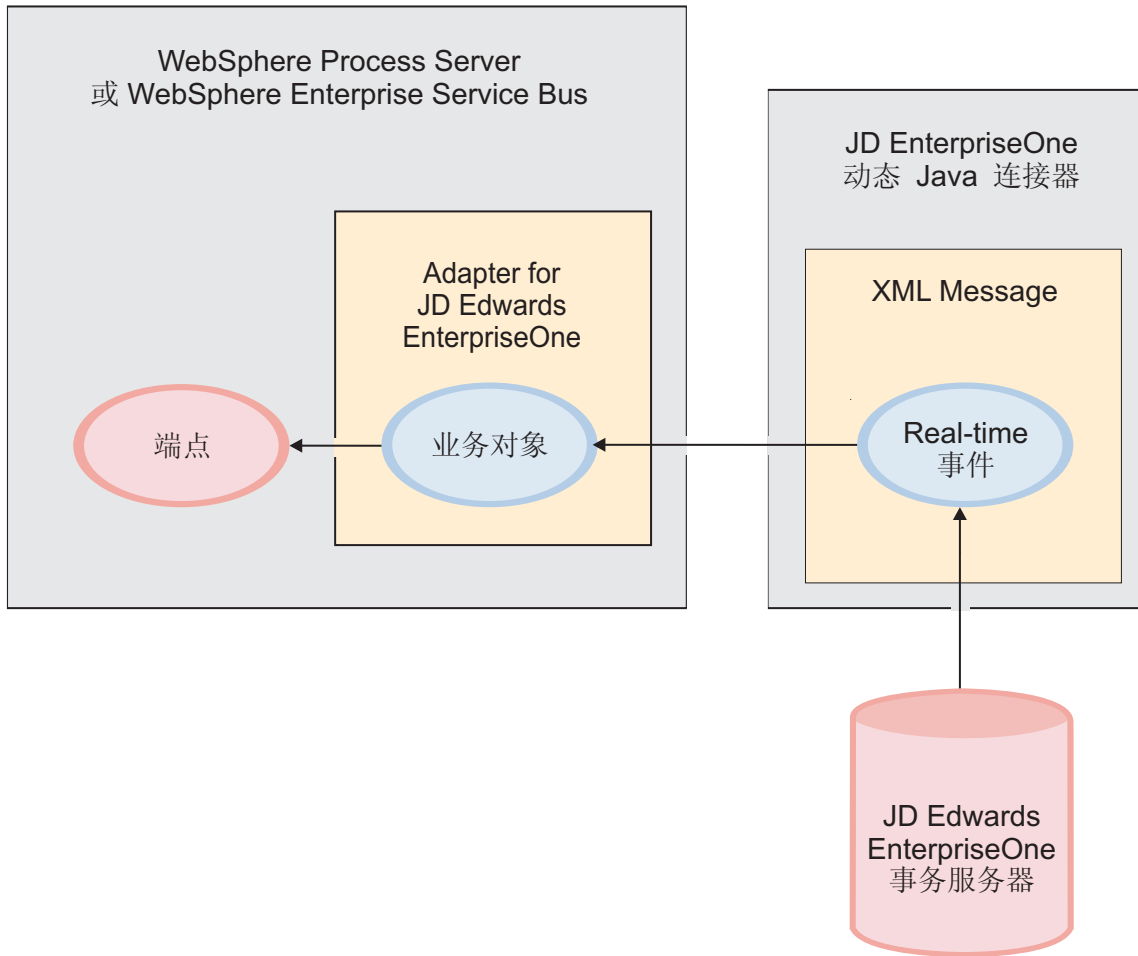 WebSphere Process Server
或 WebSphere Enterprise Service Bus
JD EnterpriseOne
动态 Java 连接器
Adapter for
JD Edwards
EnterpriseOne
XML Message
端点
业务对象
Real-time
事件
JD Edwards
EnterpriseOne
事务服务器